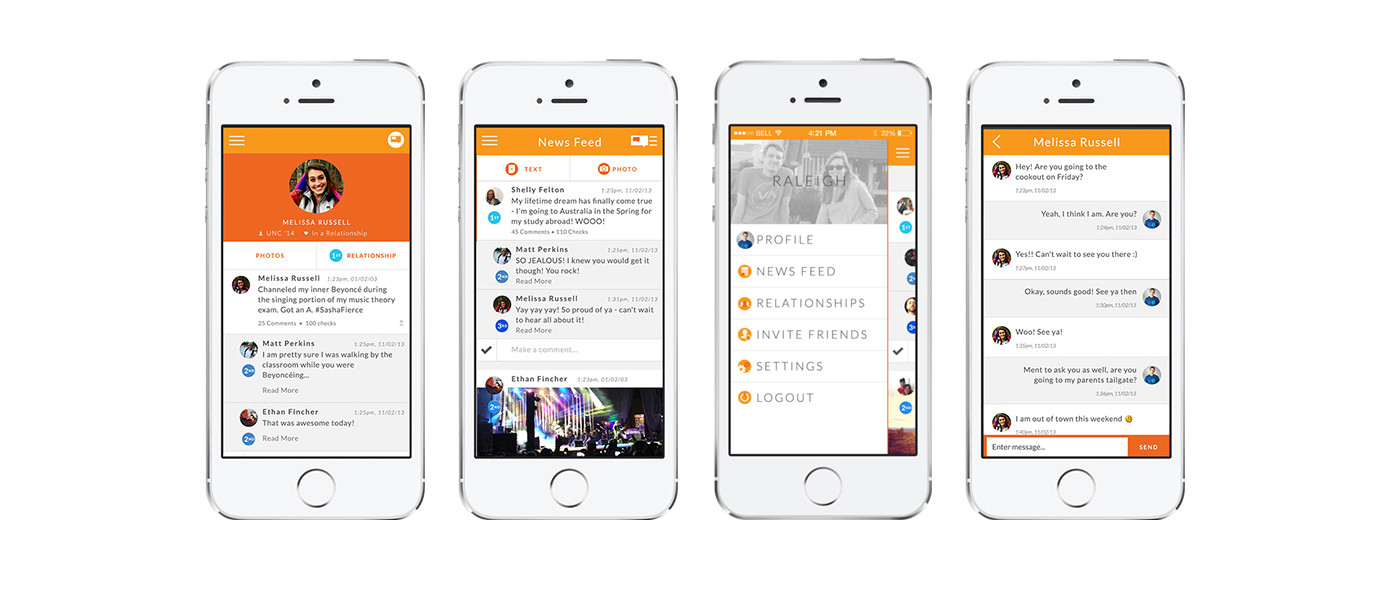 MELISSA RUSSELL
UNC '14 In a Relationship
PHOTOS 1ST RELATIONSHIP
Melissa Russell 1:23pm, 01/02/03
Channeled my inner Beyoncé during
the singing portion of my music theory
exam. Got an A. #SashaFierce
25 Comments • 100 checks
Matt Perkins 1:25pm, 11/02/13
I am pretty sure I was walking by the
classroom while you were
Beyoncéing...
2ND
Read More
Ethan Fincher 1:25pm, 11/02/13
That was awesome today!
2ND
Read More
News Feed
TEXT PHOTO
Shelly Felton 1:23pm, 11/02/13
My lifetime dream has finally come true
- I'm going to Australia in the Spring for
my study abroad! WOOO!
1ST
45 Comments • 110 Checks
Matt Perkins 1:25pm, 11/02/13
SO JEALOUS! I knew you would get it
though! You rock!
2ND
Read More
Melissa Russell 1:31pm, 11/02/13
Yay yay yay! So proud of ya - can't wait
to hear all about it!
3RD
Read More
Make a comment...
Ethan Fincher 1:23pm, 01/02/03
2ND
BELL 4:21 PM 22%
RALEIGH
PROFILE
NEWS FEED
RELATIONSHIPS
INVITE FRIENDS
SETTINGS
LOGOUT
1ST
2ND
3RD
2ND
Melissa Russell
Hey! Are you going to the
cookout on Friday?
1:23pm, 11/02/13
Yeah, I think I am. Are you?
1:24pm, 11/02/13
Yes!! Can't wait to see you there :)
1:27pm, 11/02/13
Okay, sounds good! See ya then
1:30pm, 11/02/13
Woo! See ya!
1:35pm, 11/02/13
Ment to ask you as well, are you
going to my parents tailgate?
1:36pm, 11/02/13
I am out of town this weekend
1:40pm, 11/02/13
Enter message... SEND